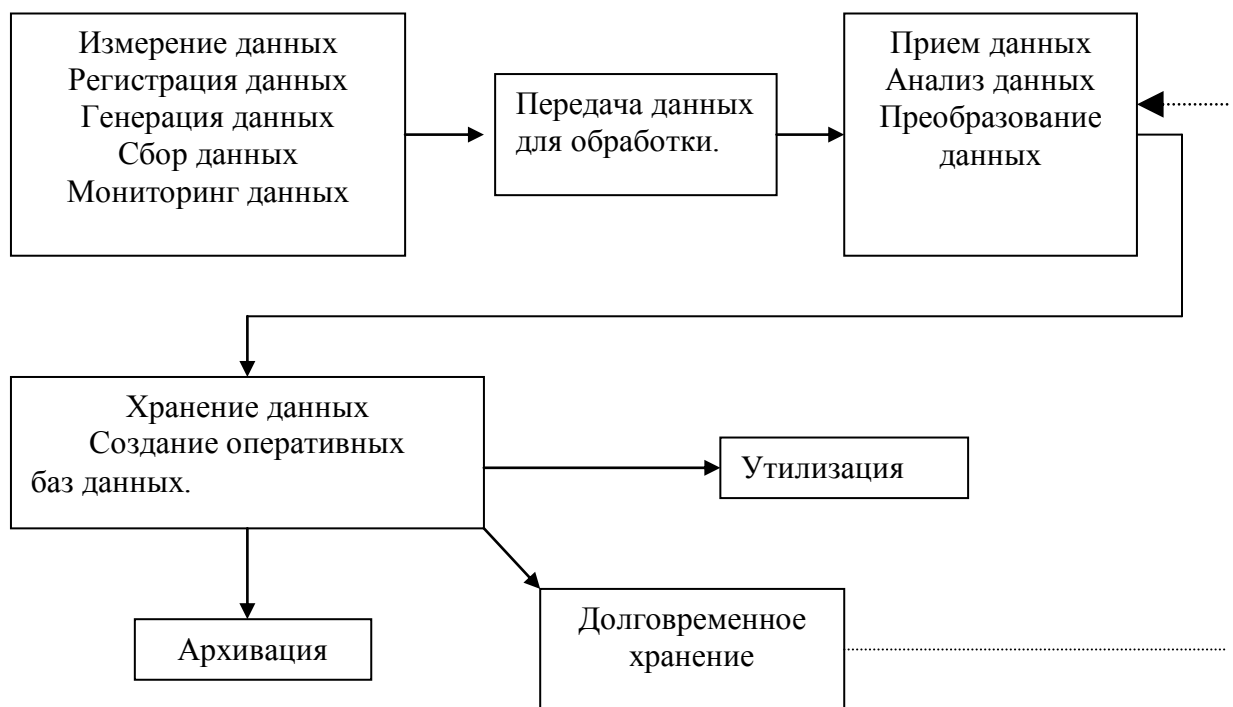 Измерение данных
Регистрация данных
Генерация данных
Сбор данных
Мониторинг данных
Передача данных
для обработки.
Прием данных
Анализ данных
Преобразование
данных
Хранение данных
Создание оперативных
баз данных.
Утилизация
Архивация
Долговременное
хранение